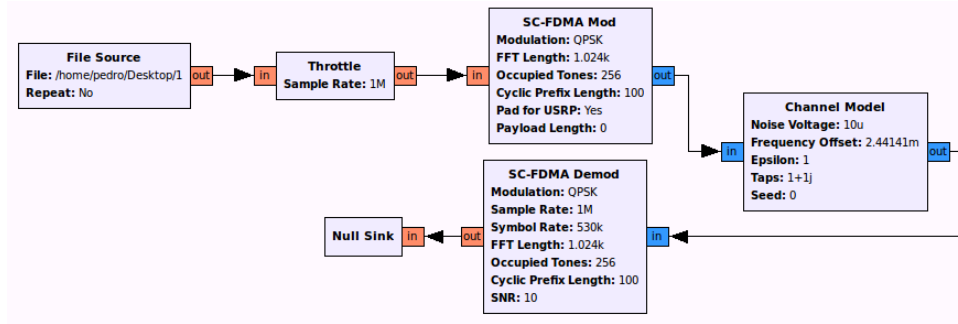 File Source
File: /home/pedro/Desktop/1
Repeat: No
out
in
Throttle
Sample Rate: 1M
out
in
SC-FDMA Mod
Modulation: QPSK
FFT Length: 1.024k
Occupied Tones: 256
Cyclic Prefix Length: 100
Pad for USRP: Yes
Payload Length: 0
out
in
Channel Model
Noise Voltage: 10u
Frequency Offset: 2.44141m
Epsilon: 1
Taps: 1+1j
Seed: 0
out
Null Sink
in
out
SC-FDMA Demod
Modulation: QPSK
Sample Rate: 1M
Symbol Rate: 530k
FFT Length: 1.024k
Occupied Tones: 256
Cyclic Prefix Length: 100
SNR: 10
in